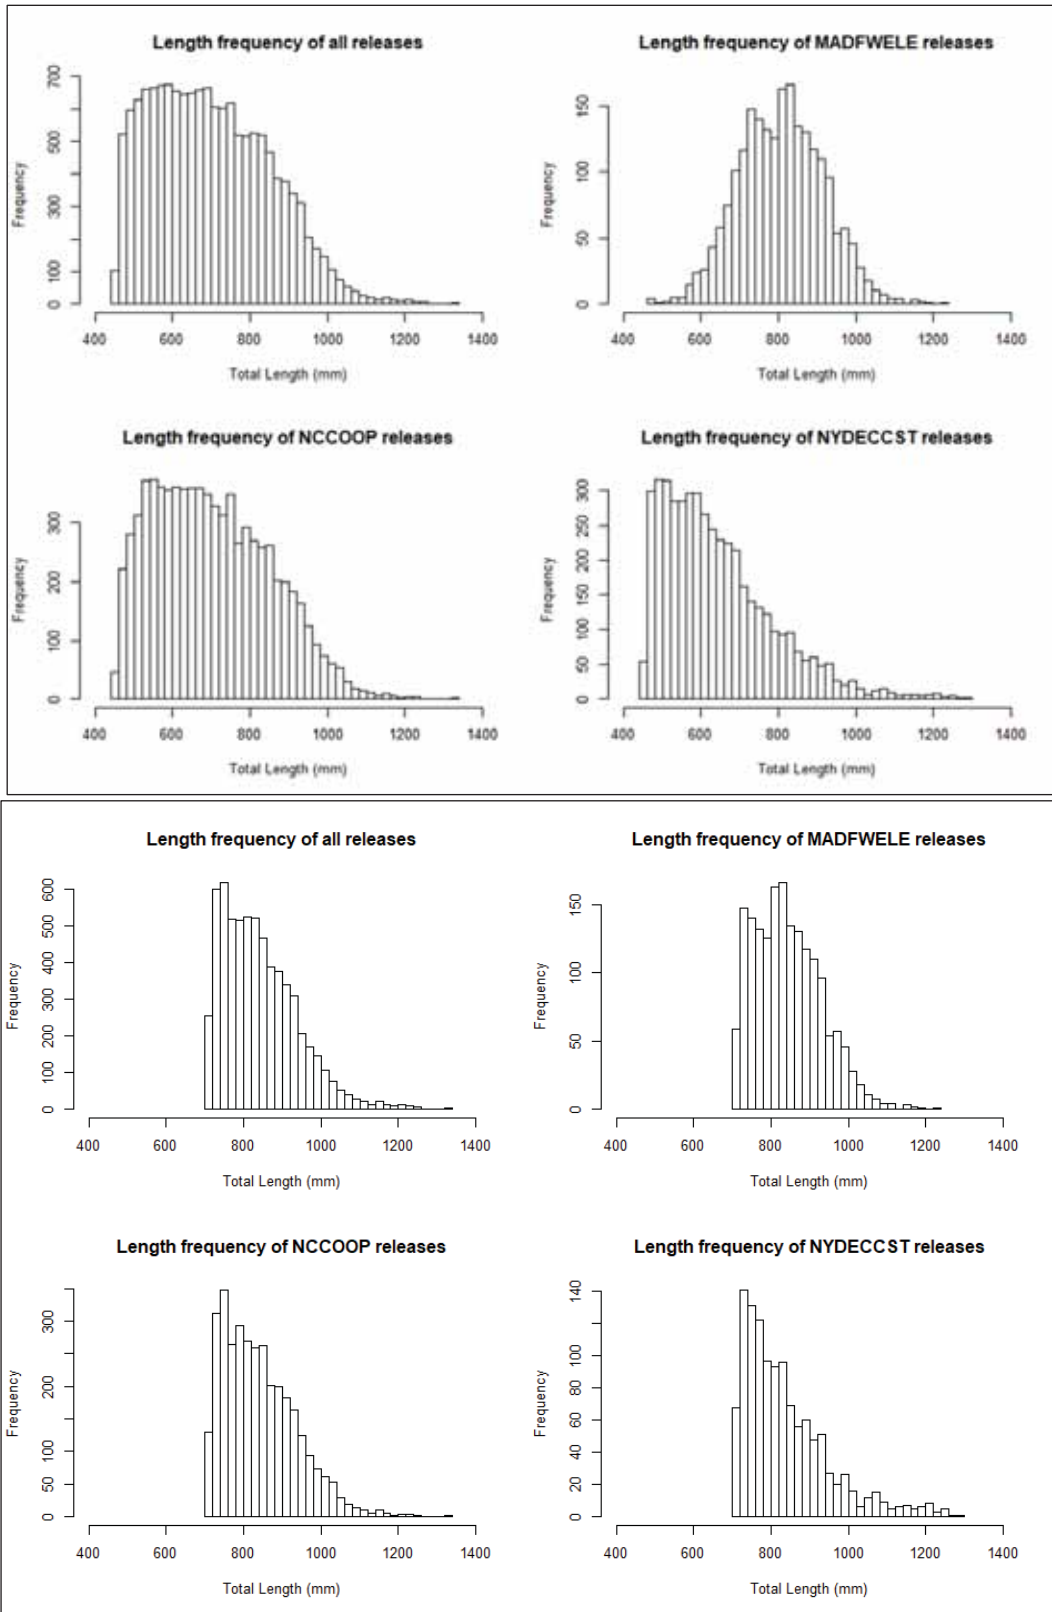 Length frequency of all releases
Frequency
0 100 300 500 700
400 600 800 1000 1200 1400
Total Length (mm)
Length frequency of MADFWELE releases
Frequency
0 50 100 150
400 600 800 1000 1200 1400
Total Length (mm)
Length frequency of NCCOOP releases
Frequency
0 100 200 300
400 600 800 1000 1200 1400
Total Length (mm)
Length frequency of NYDECCST releases
Frequency
0 50 100 150 200 250 300
400 600 800 1000 1200 1400
Total Length (mm)
Length frequency of all releases
Frequency
0 100 200 300 400 500 600
400 600 800 1000 1200 1400
Total Length (mm)
Length frequency of MADFWELE releases
Frequency
0 50 100 150
400 600 800 1000 1200 1400
Total Length (mm)
Length frequency of NCCOOP releases
Frequency
0 50 100 200 300
400 600 800 1000 1200 1400
Total Length (mm)
Length frequency of NYDECCST releases
Frequency
0 20 40 60 80 100 140
400 600 800 1000 1200 1400
Total Length (mm)